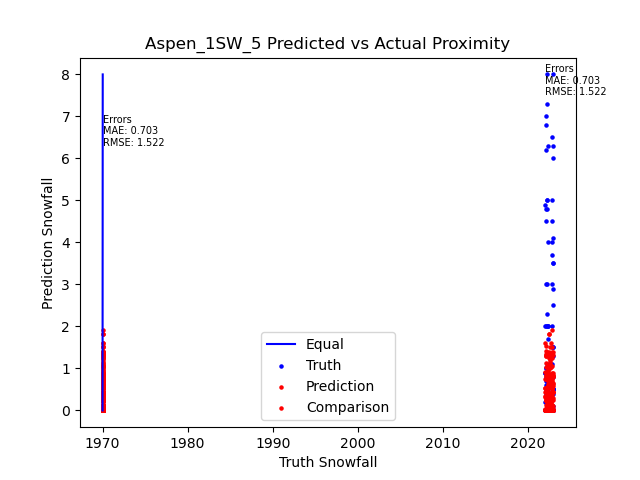 Aspen_1SW_5 Predicted vs Actual Proximity
Errors
MAE: 0.703
RMSE: 1.522
Errors
MAE: 0.703
RMSE: 1.522
8
7
6
5
4
3
2
1
0
Prediction Snowfall
Equal
Truth
Prediction
Comparison
1970
1980
1990
2000
2010
2020
Truth Snowfall